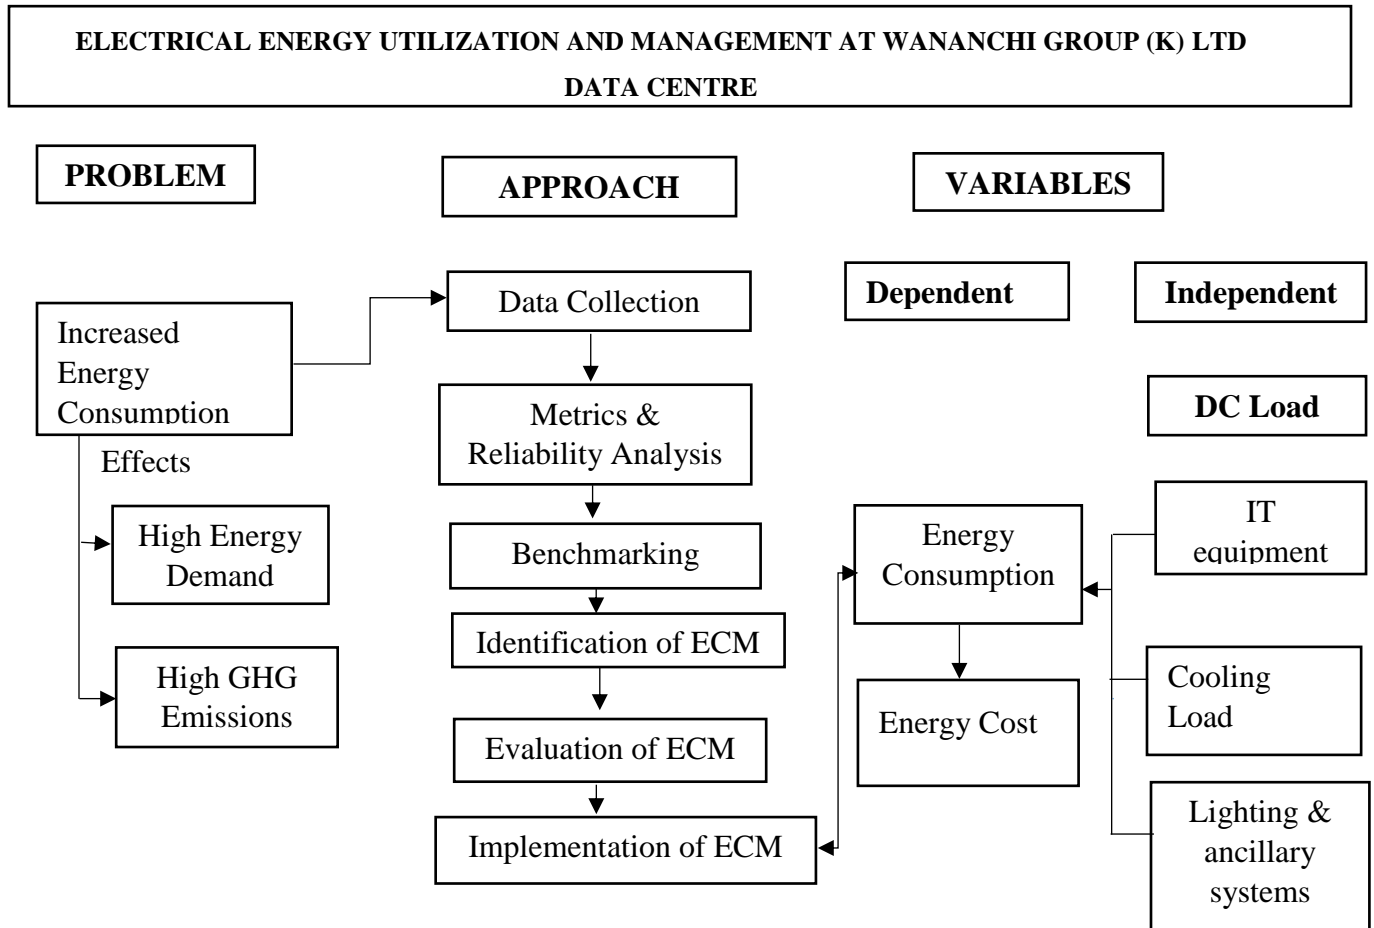 ELECTRICAL ENERGY UTILIZATION AND MANAGEMENT AT WANANCHI GROUP (K) LTD
DATA CENTRE
PROBLEM
APPROACH
VARIABLES
Dependent
Independent
Increased
Energy
Consumption
Effects
High Energy
Demand
High GHG
Emissions
Data Collection
Metrics &
Reliability Analysis
Benchmarking
Identification of ECM
Evaluation of ECM
Implementation of ECM
Energy
Consumption
Energy Cost
DC Load
IT
equipment
Cooling
Load
Lighting &
ancillary
systems